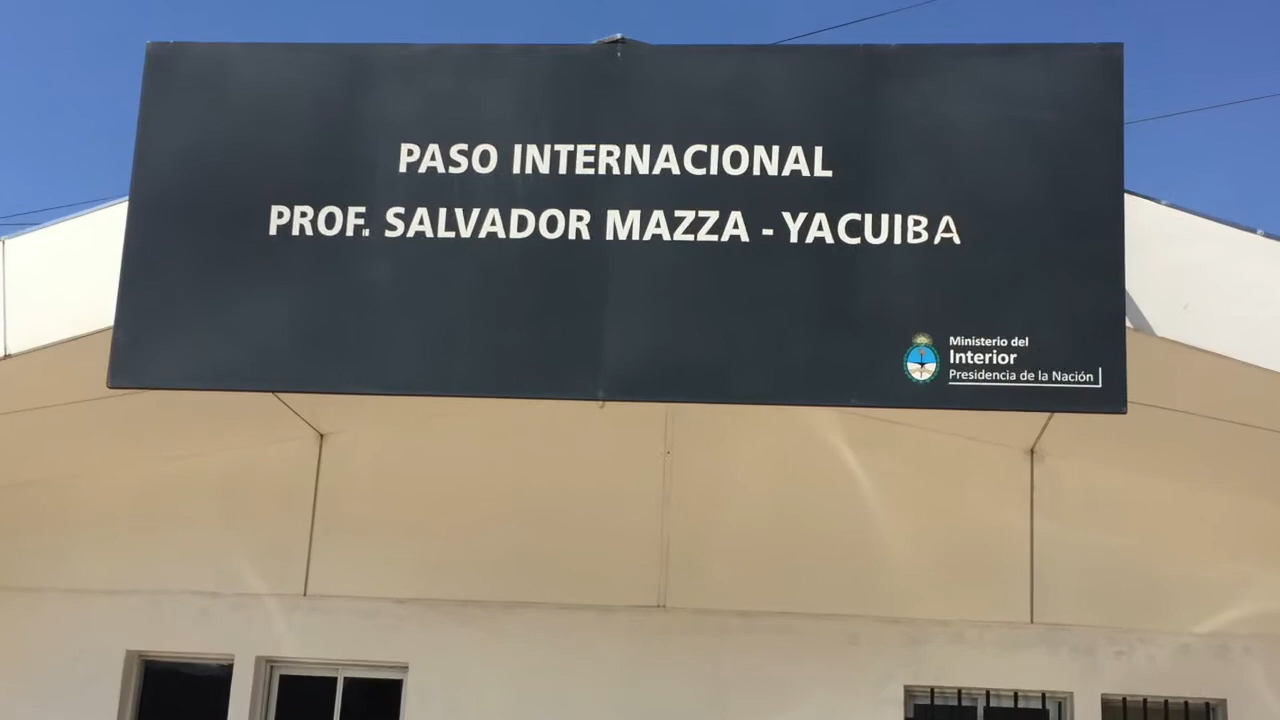 PASO INTERNACIONAL
PROF. SALVADOR MAZZA - YACUIBA
Ministerio del
Interior
Presidencia de la Nación